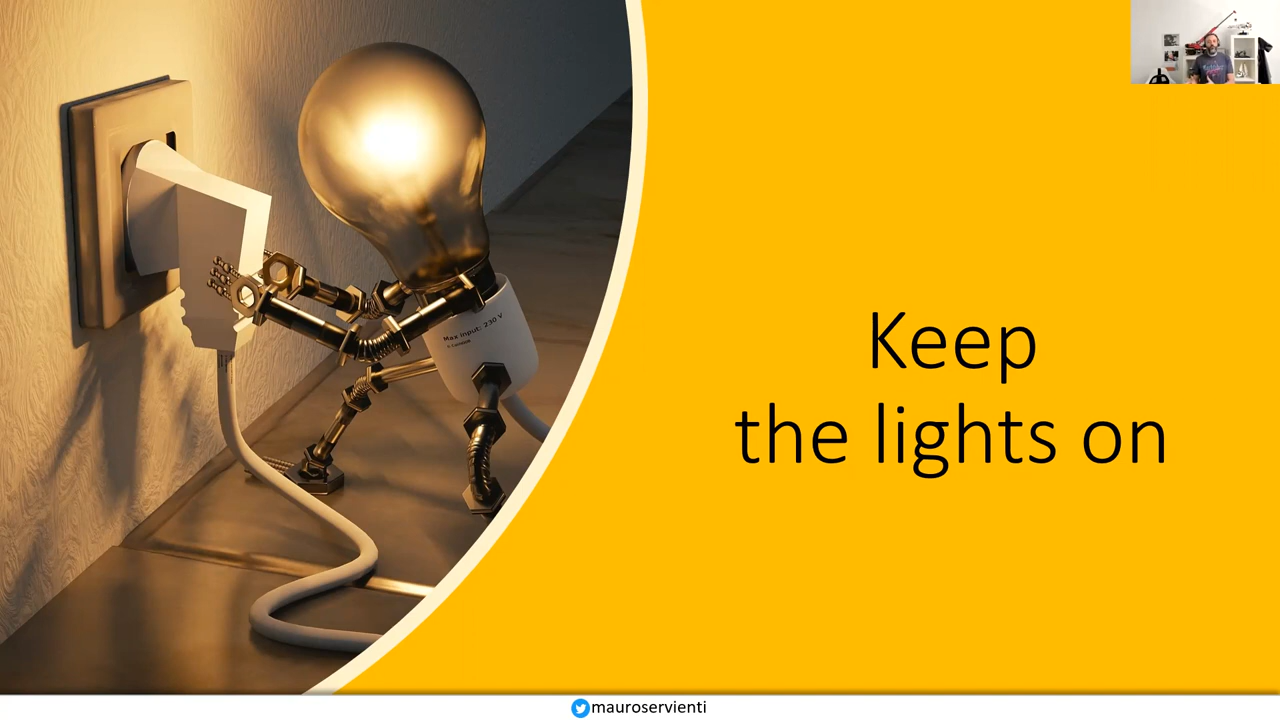 Max input: 230 V
Keep
the lights on
mauroservienti